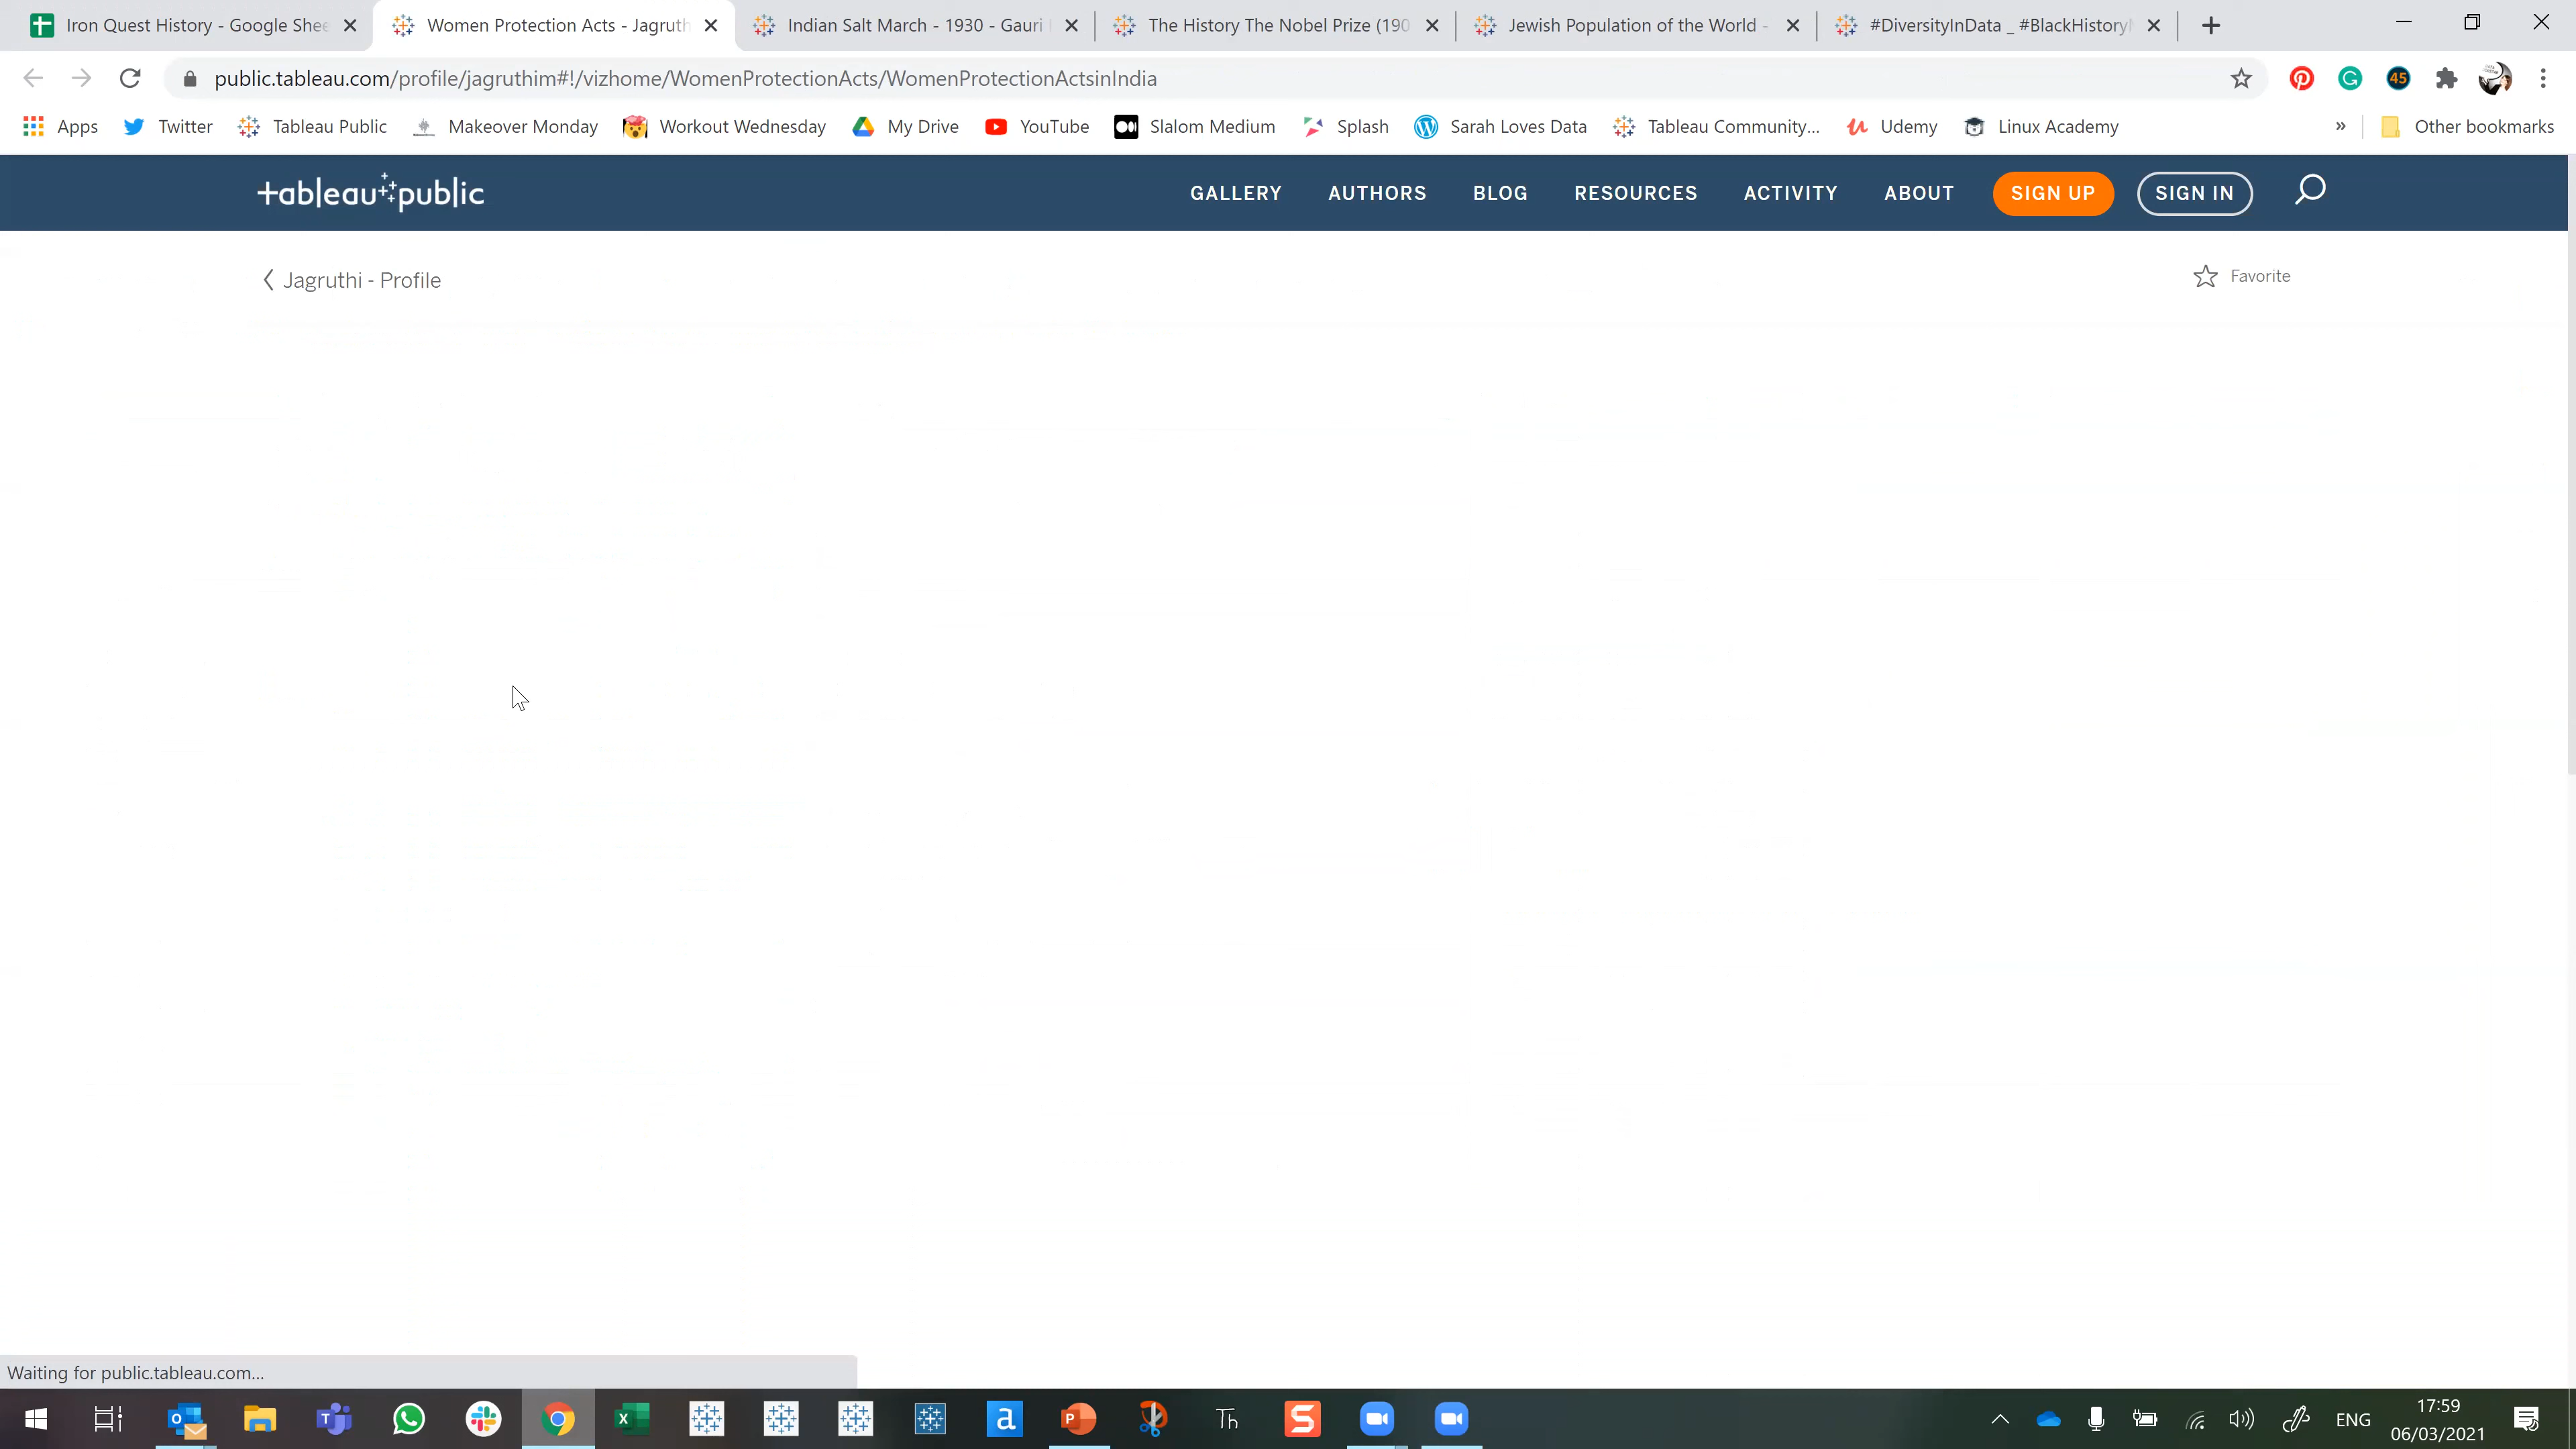 Iron Quest History - Google Shee
Women Protection Acts - Jagruth
Indian Salt March - 1930 - Gauri
The History The Nobel Prize (190
Jewish Population of the World -
#DiversityInData _ #BlackHistoryM
public.tableau.com/profile/jagruthim#!/vizhome/WomenProtectionActs/WomenProtectionActsinIndia
45
Apps
Twitter
Tableau Public
Makeover Monday
Workout Wednesday
My Drive
YouTube
Slalom Medium
Splash
Sarah Loves Data
Tableau Community...
Udemy
Linux Academy
»
Other bookmarks
tableau public
GALLERY
AUTHORS
BLOG
RESOURCES
ACTIVITY
ABOUT
SIGN UP
SIGN IN
Jagruthi - Profile
Favorite
Waiting for public.tableau.com...
Th
ENG
17:59
06/03/2021